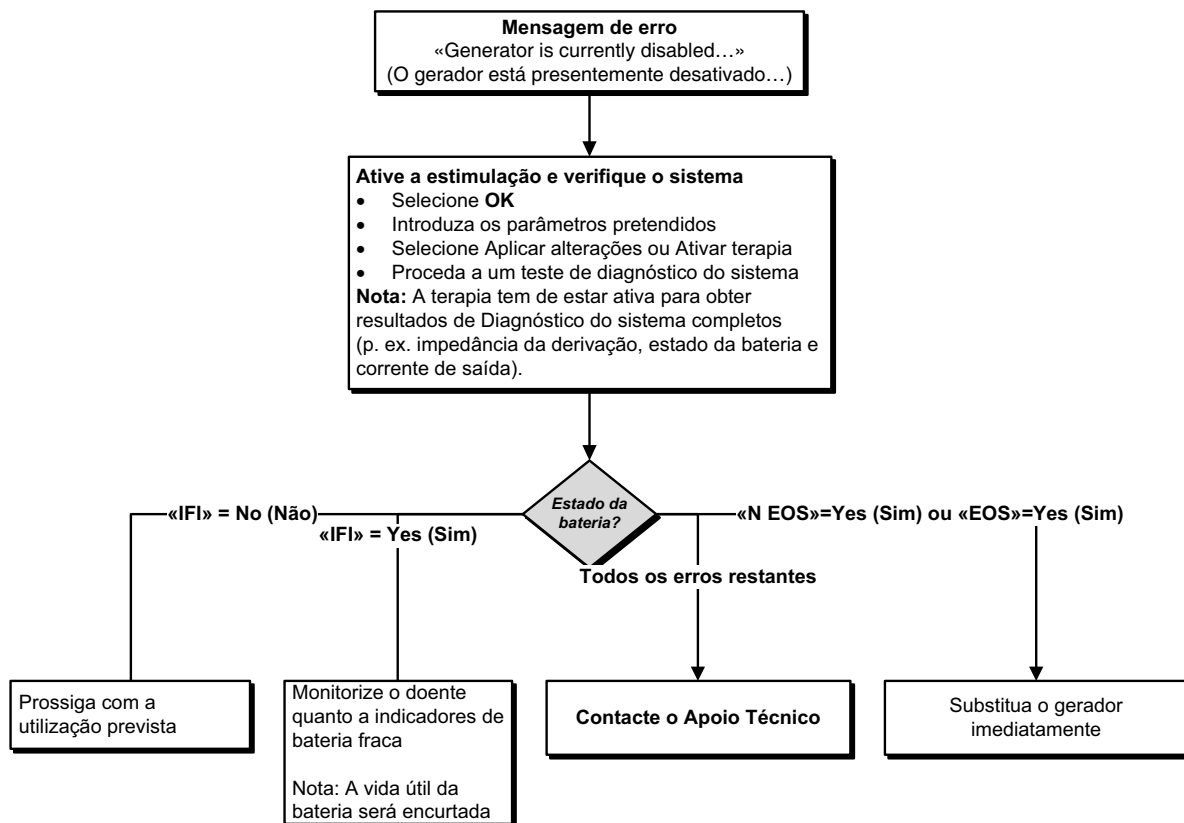 Mensagem de erro
«Generator is currently disabled…»
(O gerador está presentemente desativado…)
Ative a estimulação e verifique o sistema
• Selecione OK
• Introduza os parâmetros pretendidos
• Selecione Aplicar alterações ou Ativar terapia
• Proceda a um teste de diagnóstico do sistema
Nota: A terapia tem de estar ativa para obter
resultados de Diagnóstico do sistema completos
(p. ex. impedância da derivação, estado da bateria e
corrente de saída).
Estado da
bateria?
«IFI» = No (Não)
«IFI» = Yes (Sim)
«N EOS»=Yes (Sim) ou «EOS»=Yes (Sim)
Todos os erros restantes
Prossiga com a
utilização prevista
Monitorize o doente
quanto a indicadores de
bateria fraca
Nota: A vida útil da
bateria será encurtada
Contacte o Apoio Técnico
Substitua o gerador
imediatamente